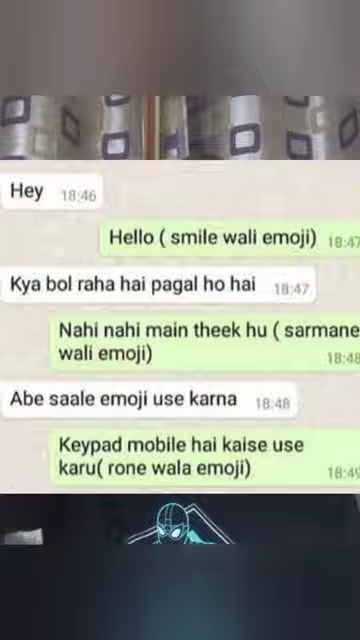 Hey 18:46
Hello ( smile wali emoji) 18:47
Kya bol raha hai pagal ho hai 18:47
Nahi nahi main theek hu ( sarmane
wali emoji) 18:48
Abe saale emoji use karna 18:48
Keypad mobile hai kaise use
karu( rone wala emoji) 18:49